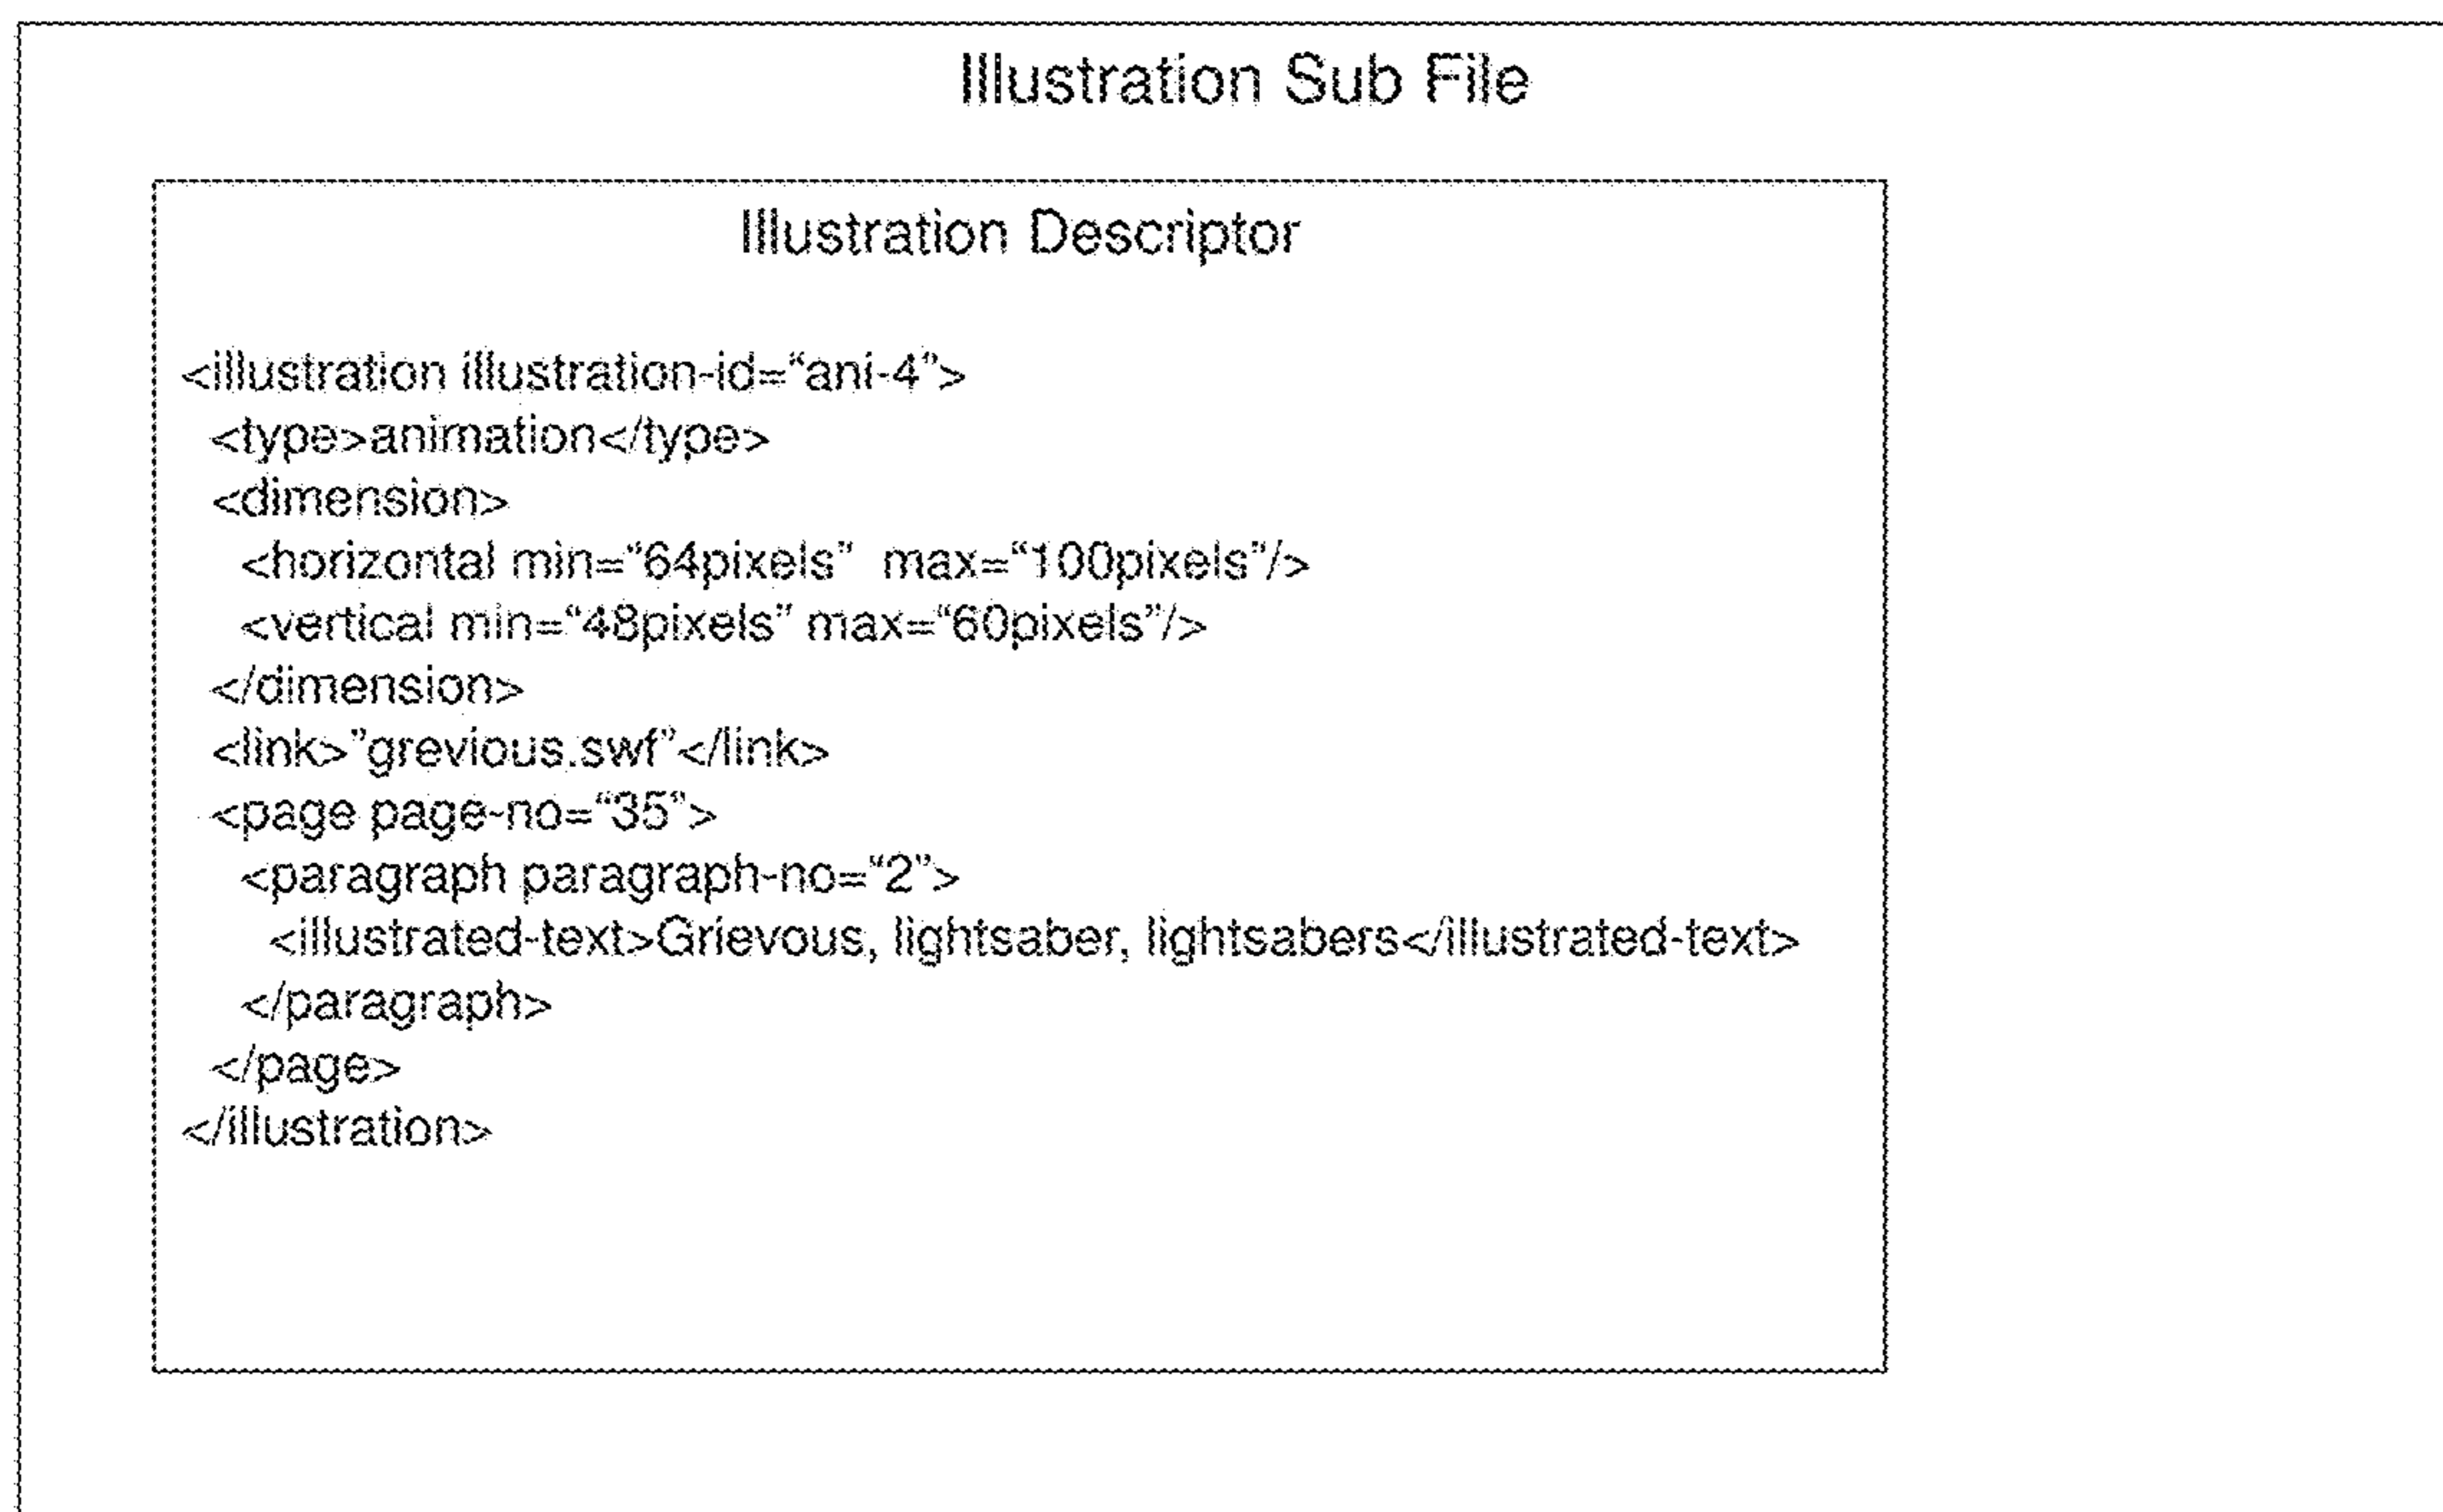 Illustration Sub File
Illustration Descriptor
<illustration illustration-id=“ani-4”>
<type>animation</type>
<dimension>
<horizontal min=“64pixels”  max=“100pixels”/>
<vertical min=“48pixels” max=“60pixels”/>
</dimension>
<link>”grevious.swf”</link>
<page page-no=“35”>
<paragraph paragraph-no=“2”>
<illustrated-text>Grievous, lightsaber, lightsabers</illustrated-text>
</paragraph>
</page>
</illustration>